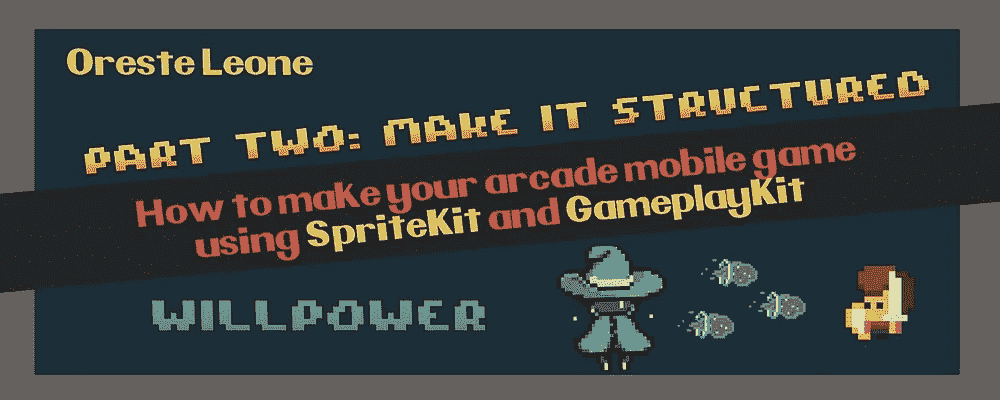 Oreste Leone
PART TWO: MAKE IT STRUCTURED
How to make your arcade mobile game
using SpriteKit and GameplayKit
WILLPOWER